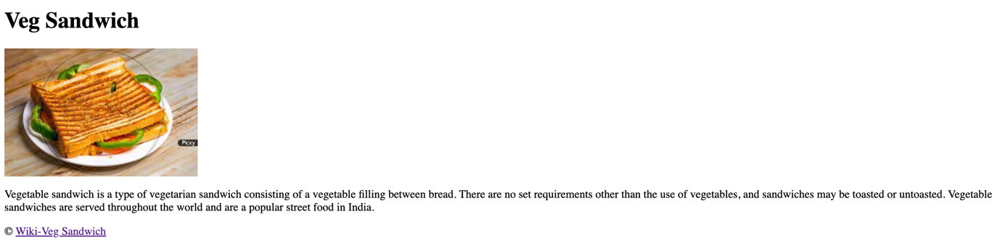 Veg Sandwich
Picxy
Vegetable sandwich is a type of vegetarian sandwich consisting of a vegetable filling between bread. There are no set requirements other than the use of vegetables, and sandwiches may be toasted or untoasted. Vegetable
sandwiches are served throughout the world and are a popular street food in India.
© Wiki-Veg Sandwich